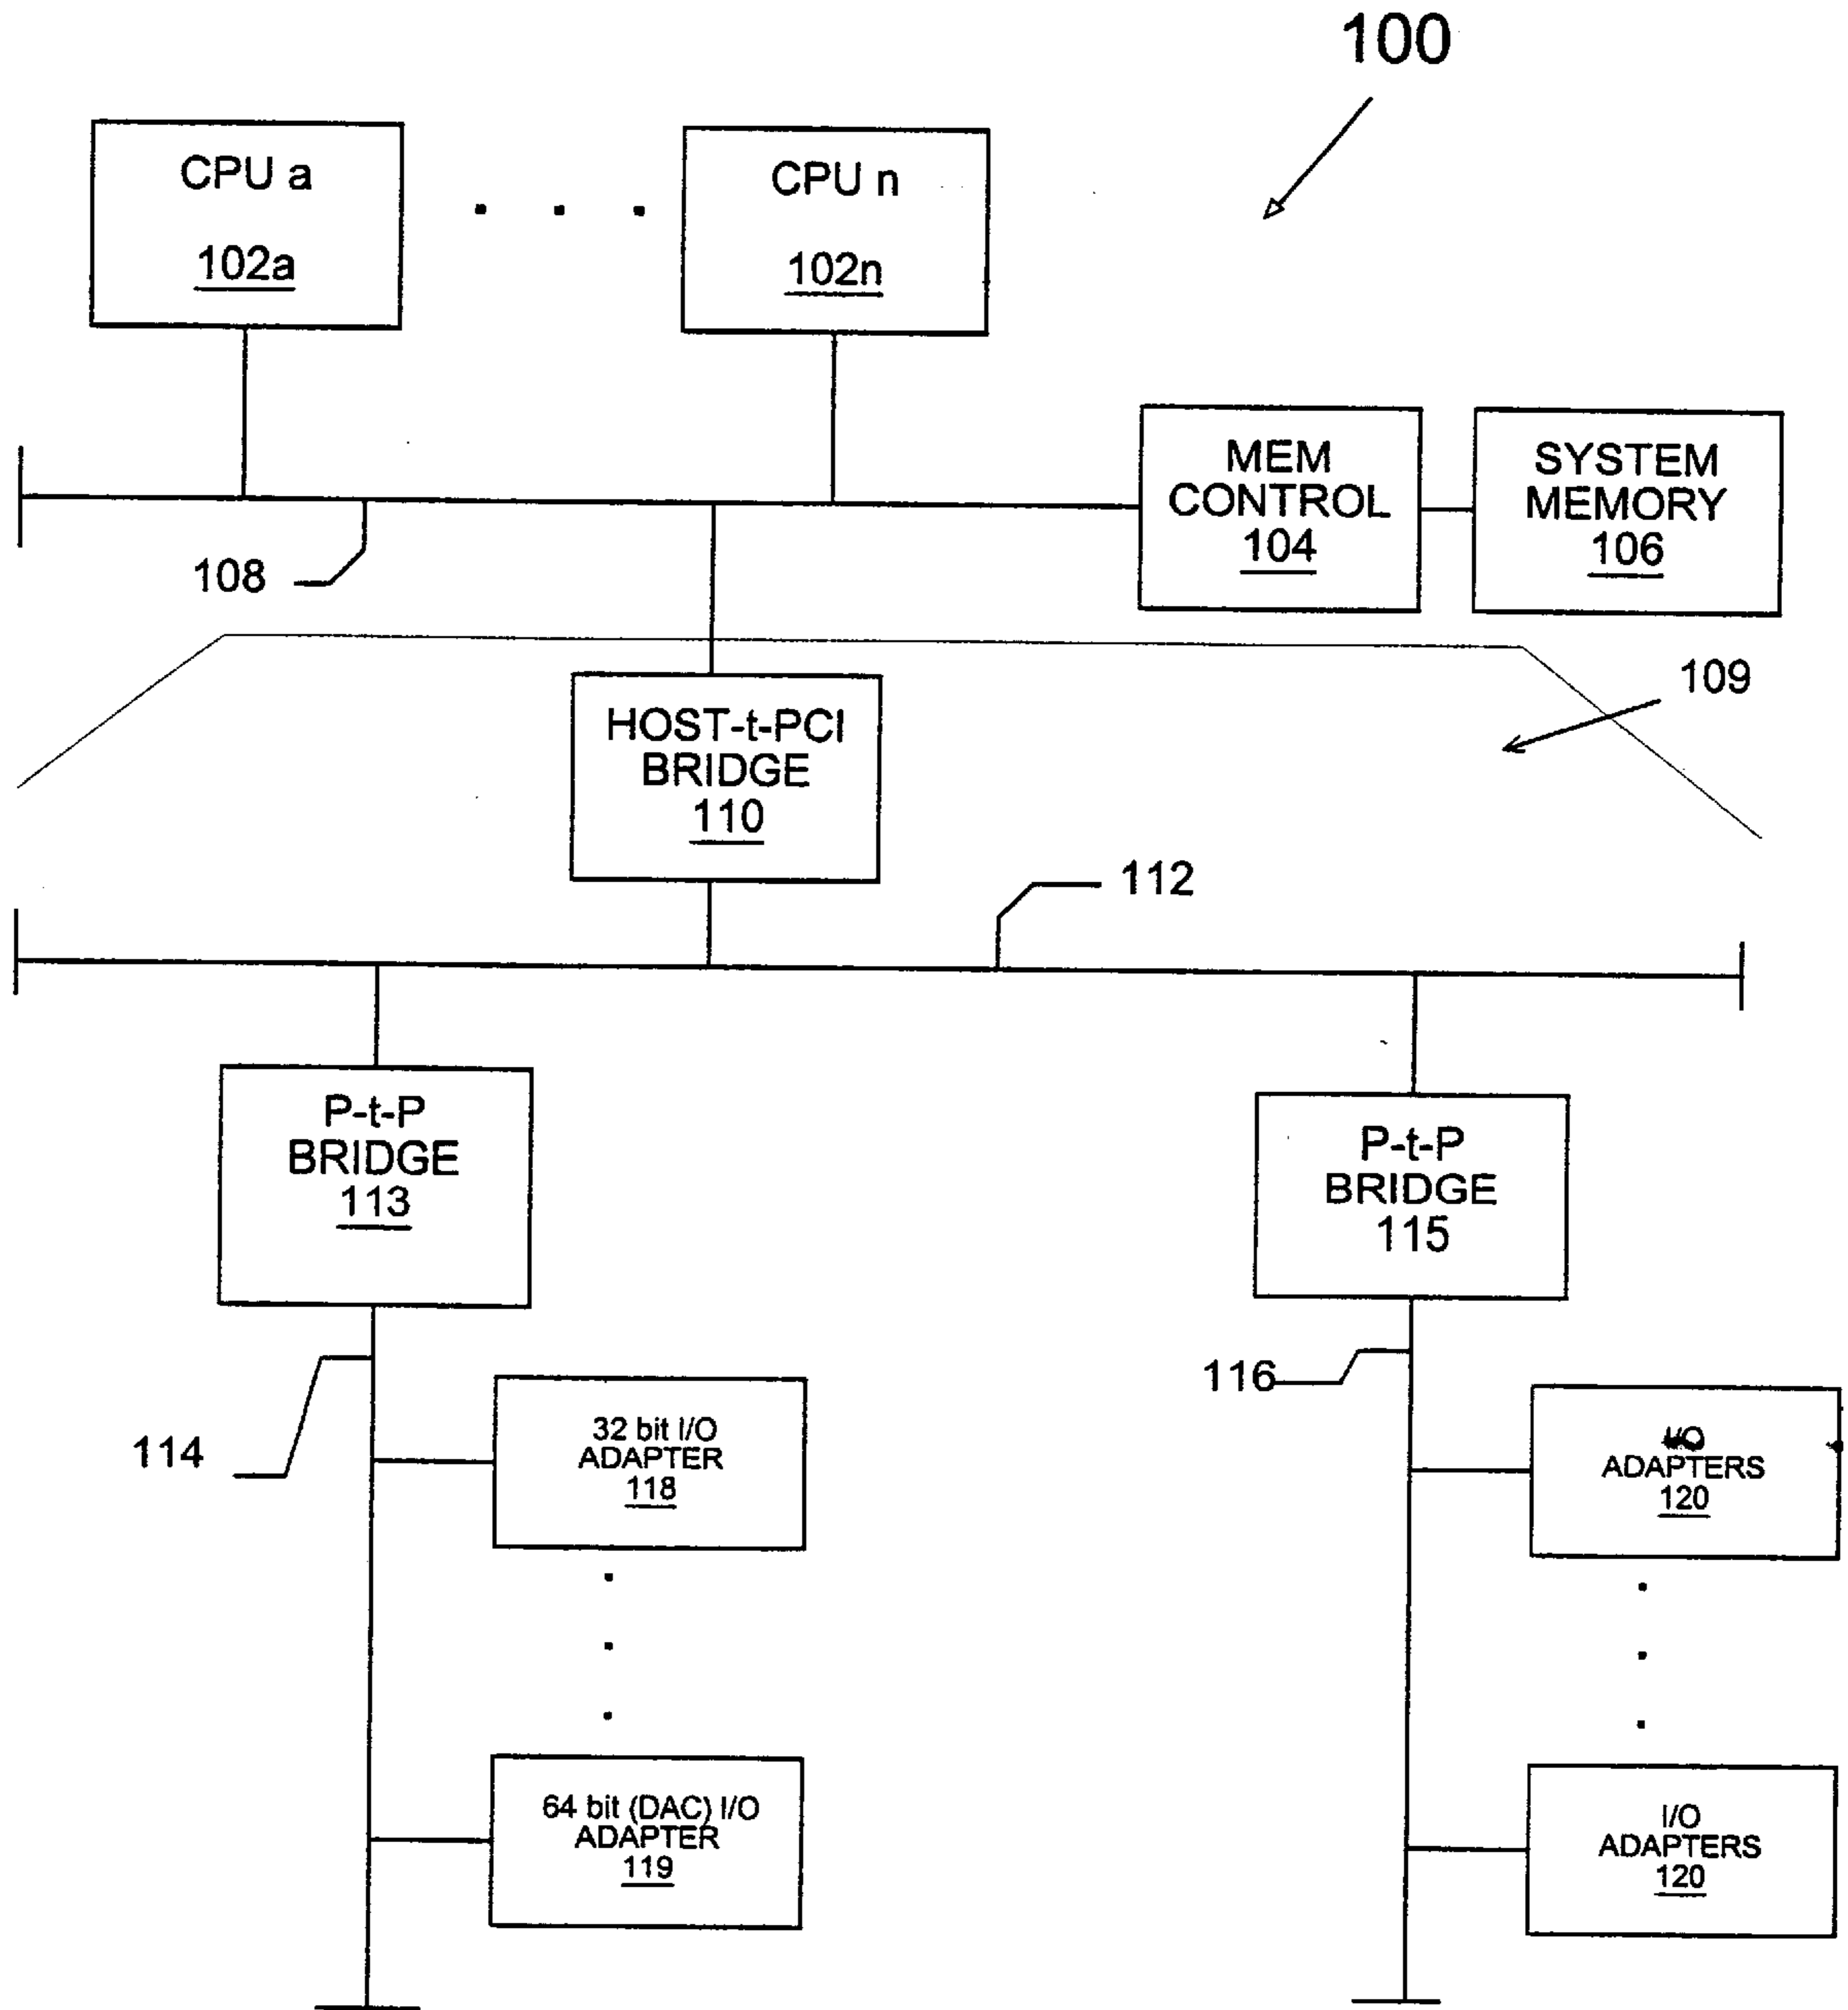 100
CPU a
102a
CPU n
102n
MEM
CONTROL
104
SYSTEM
MEMORY
106
108
109
HOST-t-PCI
BRIDGE
110
112
P-t-P
BRIDGE
113
P-t-P
BRIDGE
115
114
116
32 bit I/O
ADAPTER
118
I/O
ADAPTERS
120
64 bit (DAC) I/O
ADAPTER
119
I/O
ADAPTERS
120